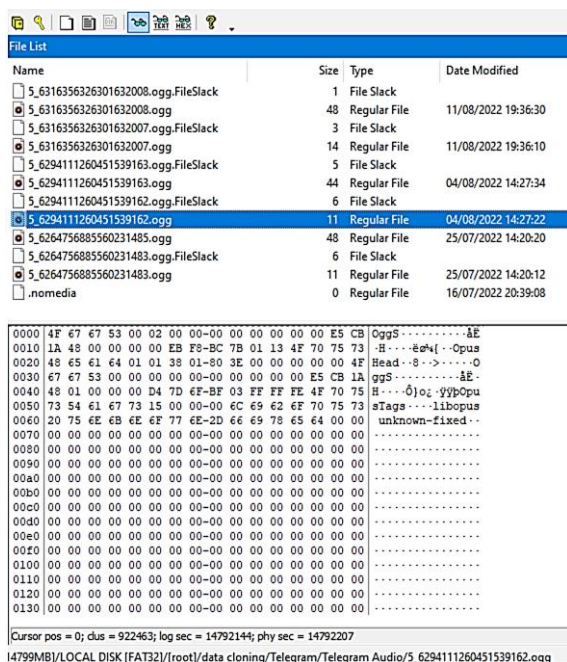 File List
Name Size Type Date Modified
5_6316356326301632008.ogg.FileSlack 1 File Slack
5_6316356326301632008.ogg 48 Regular File 11/08/2022 19:36:30
5_6316356326301632007.ogg.FileSlack 3 File Slack
5_6316356326301632007.ogg 14 Regular File 11/08/2022 19:36:10
5_6294111260451539163.ogg.FileSlack 5 File Slack
5_6294111260451539163.ogg 44 Regular File 04/08/2022 14:27:34
5_6294111260451539162.ogg.FileSlack 6 File Slack
5_6294111260451539162.ogg 11 Regular File 04/08/2022 14:27:22
5_6264756885560231485.ogg 48 Regular File 25/07/2022 14:20:20
5_6264756885560231483.ogg.FileSlack 6 File Slack
5_6264756885560231483.ogg 11 Regular File 25/07/2022 14:20:12
.nomedia 0 Regular File 16/07/2022 20:39:08
0000 4F 67 67 53 00 02 00 00-00 00 00 00 00 00 E5 CB OggS··········åË
0010 1A 48 00 00 00 00 EB F8-BC 7B 01 13 4F 70 75 73 ·H····ëø¼{··Opus
0020 48 65 61 64 01 01 38 01-80 3E 00 00 00 00 00 4F Head··8··>·····O
0030 67 67 53 00 00 00 00 00-00 00 00 00 00 E5 CB 1A ggS··········åË·
0040 48 01 00 00 00 D4 7D 6F-BF 03 FF FF FE 4F 70 75 H····Ô}o¿·ÿÿþOpu
0050 73 54 61 67 73 15 00 00-00 6C 69 62 6F 70 75 73 sTags····libopus
0060 20 75 6E 6B 6E 6F 77 6E-2D 66 69 78 65 64 00 00 unknown-fixed··
0070 00 00 00 00 00 00 00 00-00 00 00 00 00 00 00 00 ················
0080 00 00 00 00 00 00 00 00-00 00 00 00 00 00 00 00 ················
0090 00 00 00 00 00 00 00 00-00 00 00 00 00 00 00 00 ················
00a0 00 00 00 00 00 00 00 00-00 00 00 00 00 00 00 00 ················
00b0 00 00 00 00 00 00 00 00-00 00 00 00 00 00 00 00 ················
00c0 00 00 00 00 00 00 00 00-00 00 00 00 00 00 00 00 ················
00d0 00 00 00 00 00 00 00 00-00 00 00 00 00 00 00 00 ················
00e0 00 00 00 00 00 00 00 00-00 00 00 00 00 00 00 00 ················
00f0 00 00 00 00 00 00 00 00-00 00 00 00 00 00 00 00 ················
0100 00 00 00 00 00 00 00 00-00 00 00 00 00 00 00 00 ················
0110 00 00 00 00 00 00 00 00-00 00 00 00 00 00 00 00 ················
0120 00 00 00 00 00 00 00 00-00 00 00 00 00 00 00 00 ················
0130 00 00 00 00 00 00 00 00-00 00 00 00 00 00 00 00 ················
Cursor pos = 0; clus = 922463; log sec = 14792144; phy sec = 14792207
4799MB]/LOCAL DISK [FAT32]/[root]/data cloning/Telegram/Telegram Audio/5_6294111260451539162.ogg